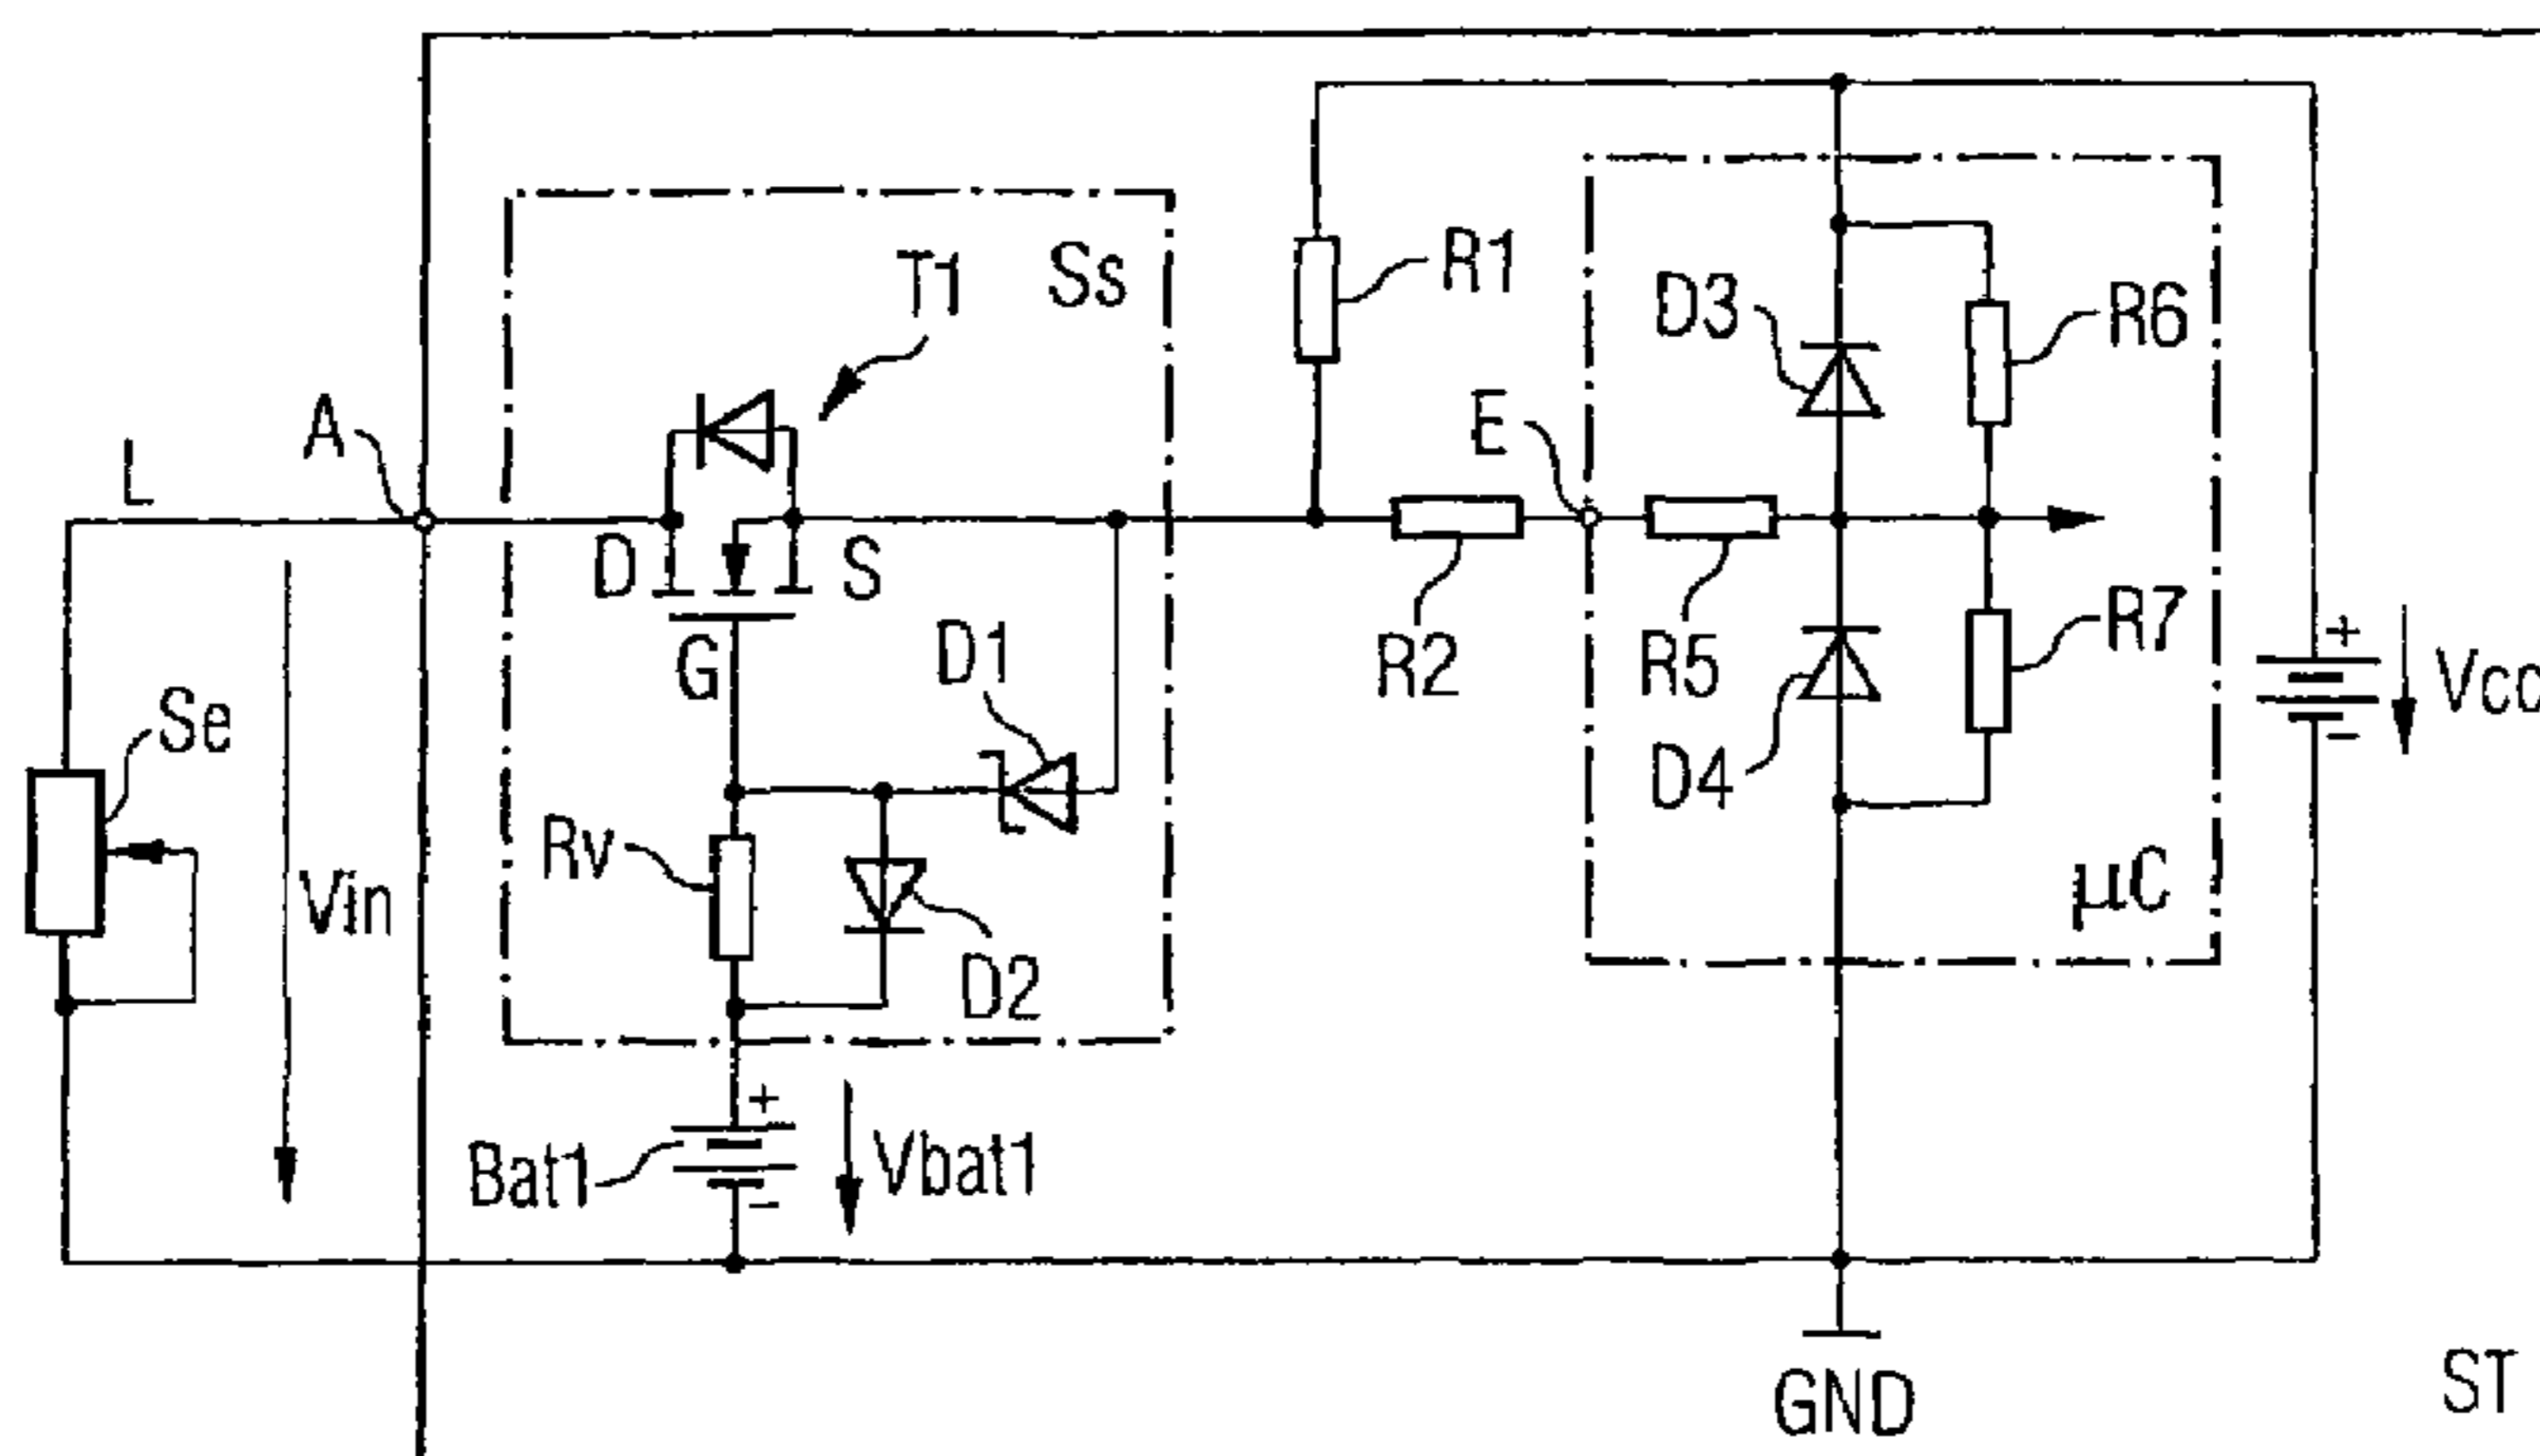 T1
Ss
R1
D3
R6
A
L
E
D
S
G
D1
R2
R5
R7
+
Vcc
−
Se
D4
Rv
Vin
D2
µC
+
Bat1
Vbat1
−
GND
ST